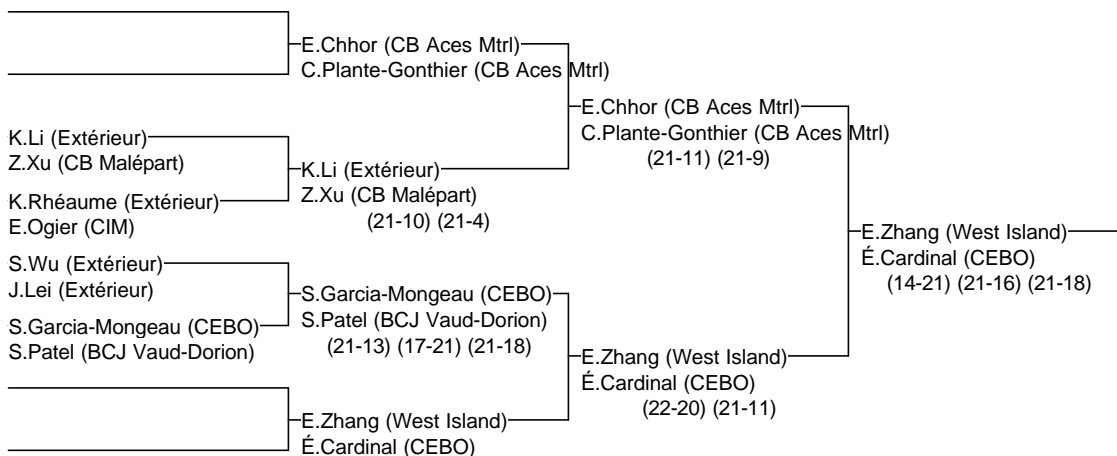 E.Chhor (CB Aces Mtrl)
C.Plante-Gonthier (CB Aces Mtrl)
E.Chhor (CB Aces Mtrl)
C.Plante-Gonthier (CB Aces Mtrl)
(21-11) (21-9)
K.Li (Extérieur)
Z.Xu (CB Malépart)
K.Li (Extérieur)
Z.Xu (CB Malépart)
(21-10) (21-4)
K.Rhéaume (Extérieur)
E.Ogier (CIM)
E.Zhang (West Island)
É.Cardinal (CEBO)
(14-21) (21-16) (21-18)
S.Wu (Extérieur)
J.Lei (Extérieur)
S.Garcia-Mongeau (CEBO)
S.Patel (BCJ Vaud-Dorion)
(21-13) (17-21) (21-18)
S.Garcia-Mongeau (CEBO)
S.Patel (BCJ Vaud-Dorion)
E.Zhang (West Island)
É.Cardinal (CEBO)
(22-20) (21-11)
E.Zhang (West Island)
É.Cardinal (CEBO)